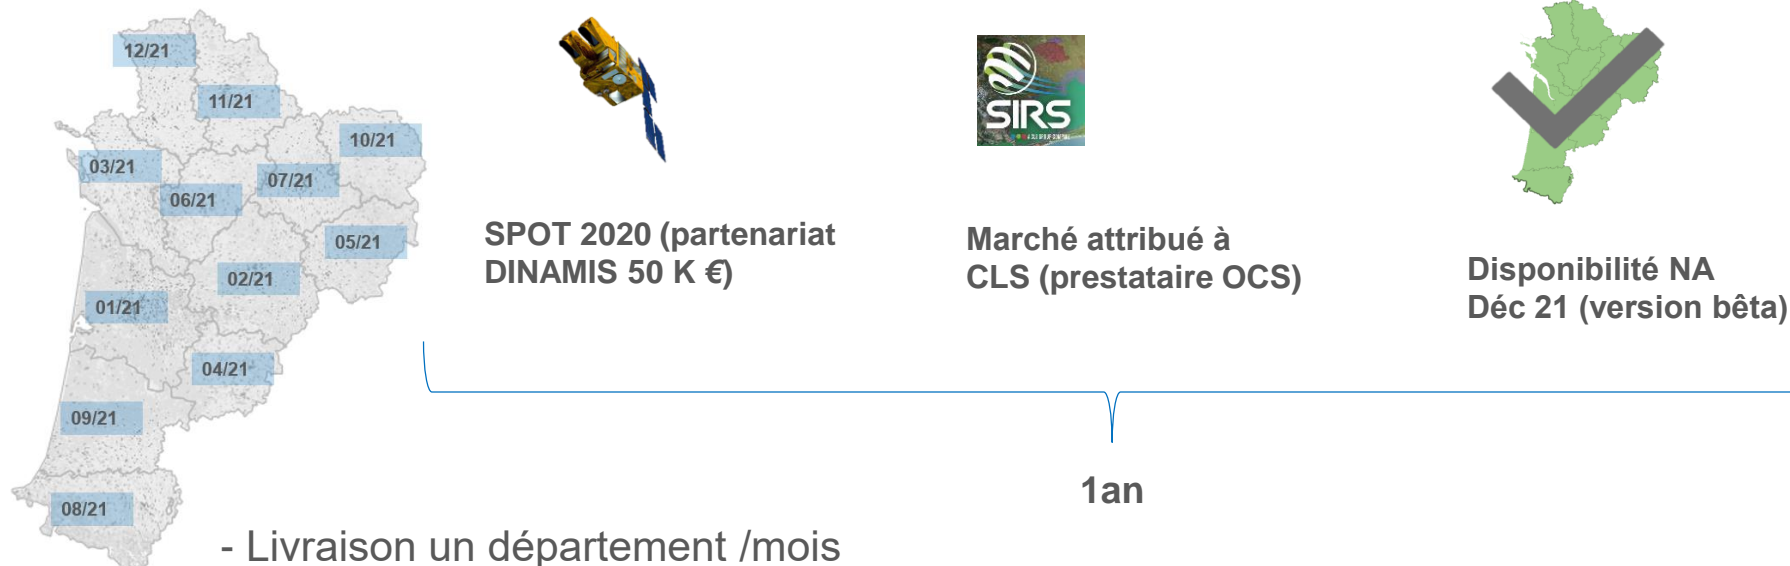 12/21
11/21
10/21
03/21
07/21
06/21
05/21
02/21
01/21
04/21
09/21
08/21
SIRS
SPOT 2020 (partenariat
DINAMIS 50 K €)
Marché attribué à
CLS (prestataire OCS)
Disponibilité NA
Déc 21 (version bêta)
1an
- Livraison un département /mois